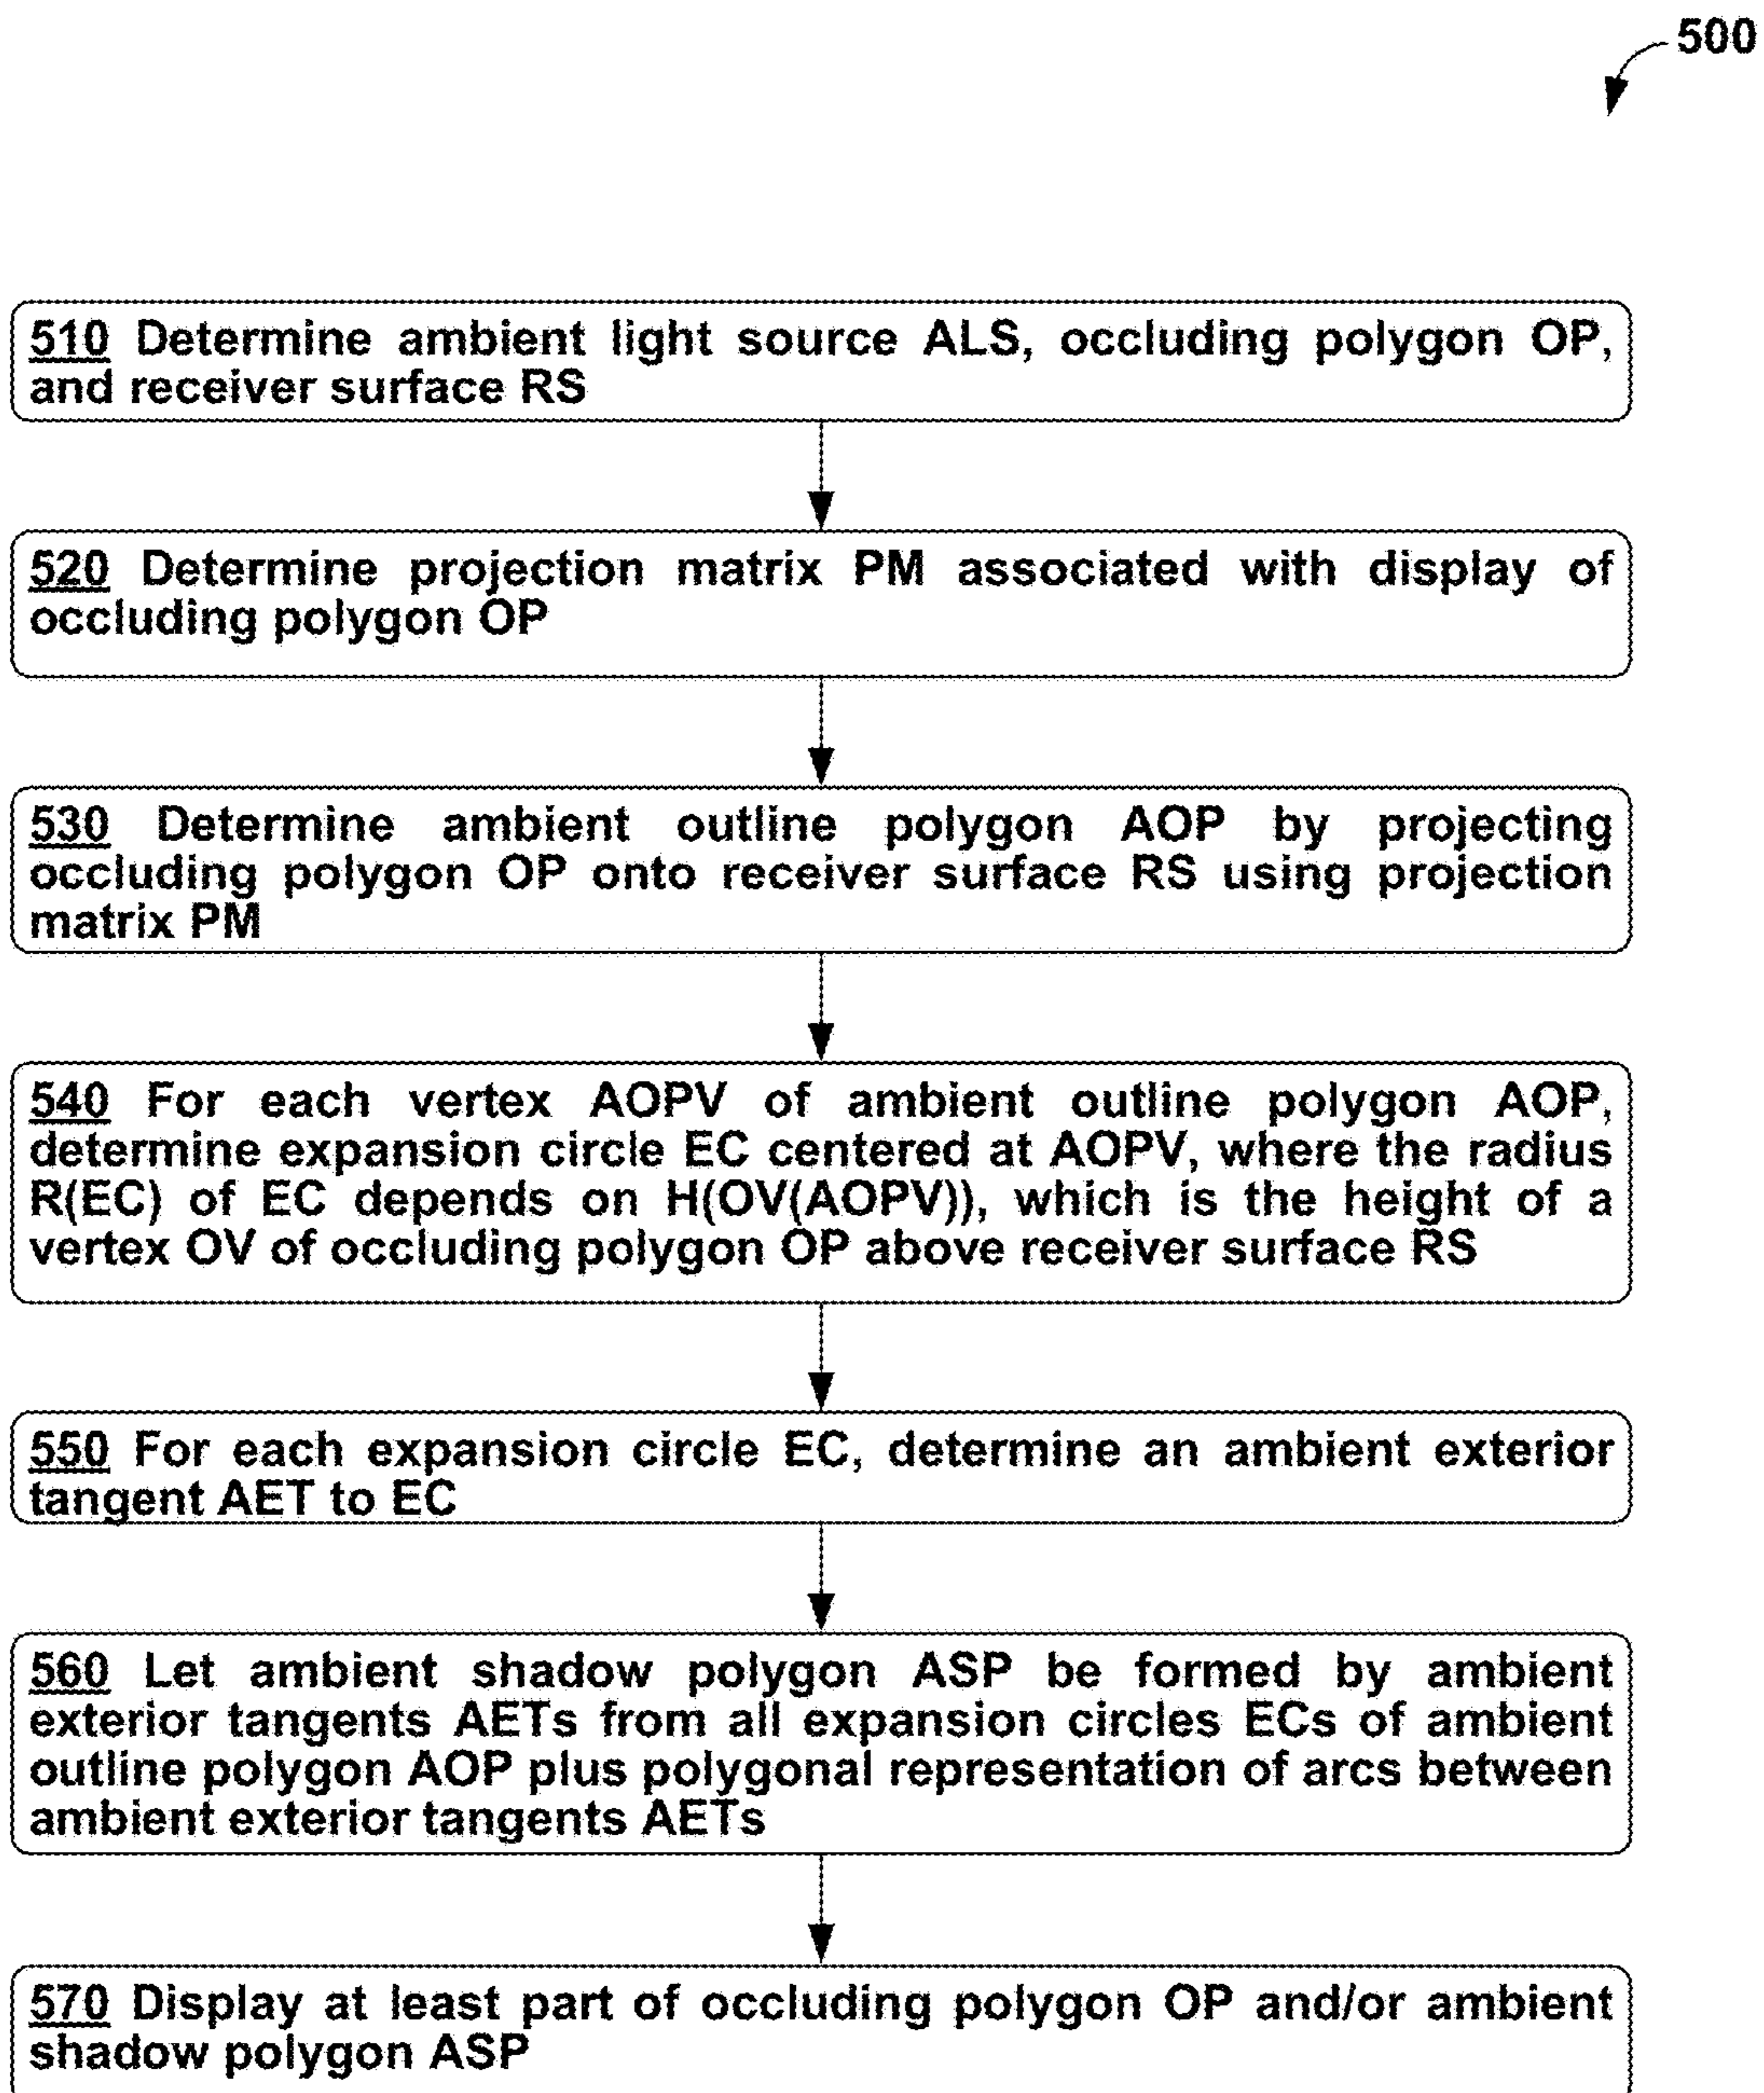 500
510 Determine ambient light source ALS, occluding polygon OP,
and receiver surface RS
520 Determine projection matrix PM associated with display of
occluding polygon OP
530 Determine ambient outline polygon AOP by projecting
occluding polygon OP onto receiver surface RS using projection
matrix PM
540 For each vertex AOPV of ambient outline polygon AOP,
determine expansion circle EC centered at AOPV, where the radius
R(EC) of EC depends on H(OV(AOPV)), which is the height of a
vertex OV of occluding polygon OP above receiver surface RS
550 For each expansion circle EC, determine an ambient exterior
tangent AET to EC
560 Let ambient shadow polygon ASP be formed by ambient
exterior tangents AETs from all expansion circles ECs of ambient
outline polygon AOP plus polygonal representation of arcs between
ambient exterior tangents AETs
570 Display at least part of occluding polygon OP and/or ambient
shadow polygon ASP